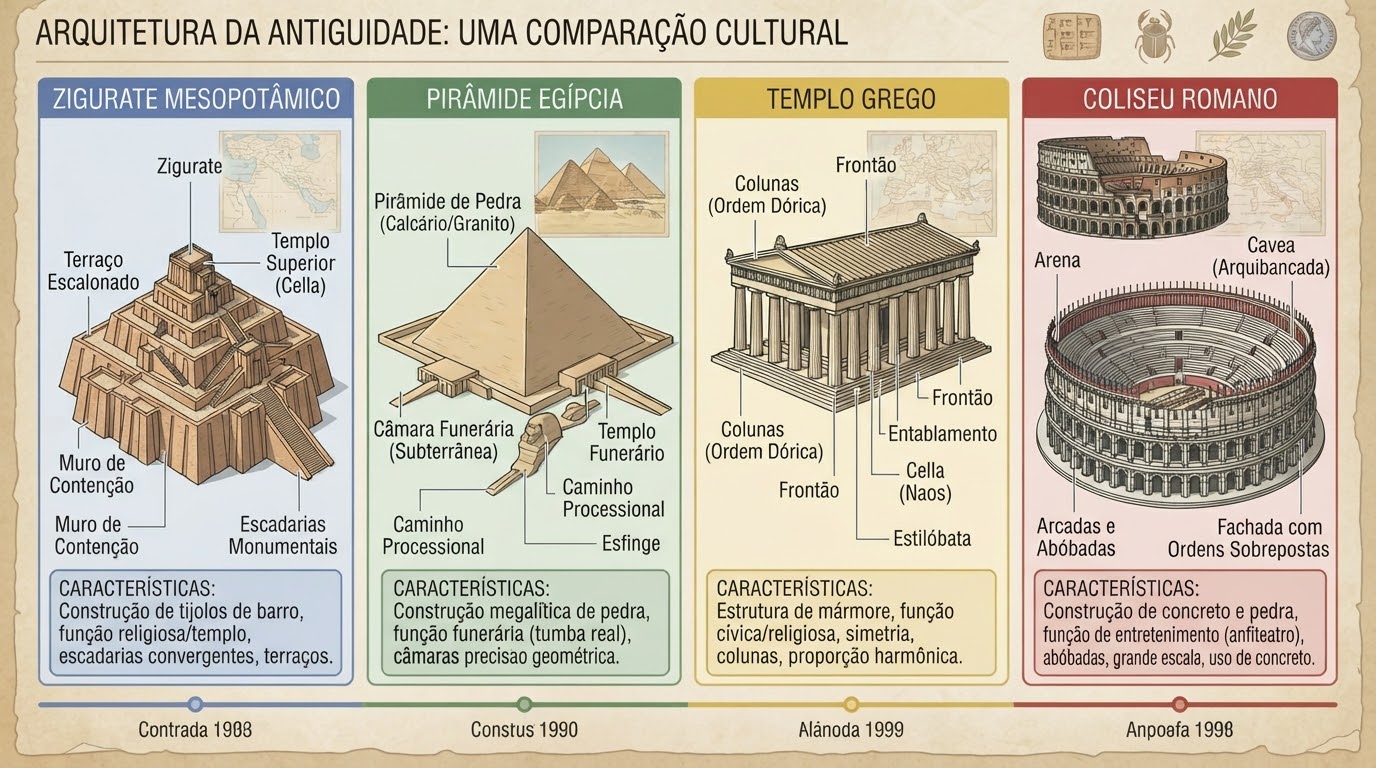 ARQUITETURA DA ANTIGUIDADE: UMA COMPARAÇÃO CULTURAL
ZIGURATE MESOPOTÂMICO
Zigurate
Terraço
Escalonado
Templo
Superior
(Cella)
Muro de
Contenção
Muro de
Contenção
Escadarias
Monumentais
CARACTERÍSTICAS:
Construção de tijolos de barro,
função religiosa/templo,
escadarias convergentes, terraços.
PIRÂMIDE EGÍPCIA
Pirâmide de Pedra
(Calcário/Granito)
Câmara Funerária
(Subterrânea)
Templo
Funerário
Caminho
Processional
Caminho
Processional
Esfinge
CARACTERÍSTICAS:
Construção megalítica de pedra,
função funerária (tumba real),
câmaras precisao geométrica.
TEMPLO GREGO
Frontão
Colunas
(Ordem Dórica)
Frontão
Colunas
(Ordem Dórica)
Entablamento
Cella
(Naos)
Frontão
Estilóbata
CARACTERÍSTICAS:
Estrutura de mármore, função
cívica/religiosa, simetria,
colunas, proporção harmônica.
COLISEU ROMANO
Arena
Cavea
(Arquibancada)
Arcadas e
Abóbadas
Fachada com
Ordens Sobrepostas
CARACTERÍSTICAS:
Construção de concreto e pedra,
função de entretenimento (anfiteatro),
abóbadas, grande escala, uso de concreto.
Contrada 1988
Constus 1990
Alánoda 1999
Anpoefa 1998